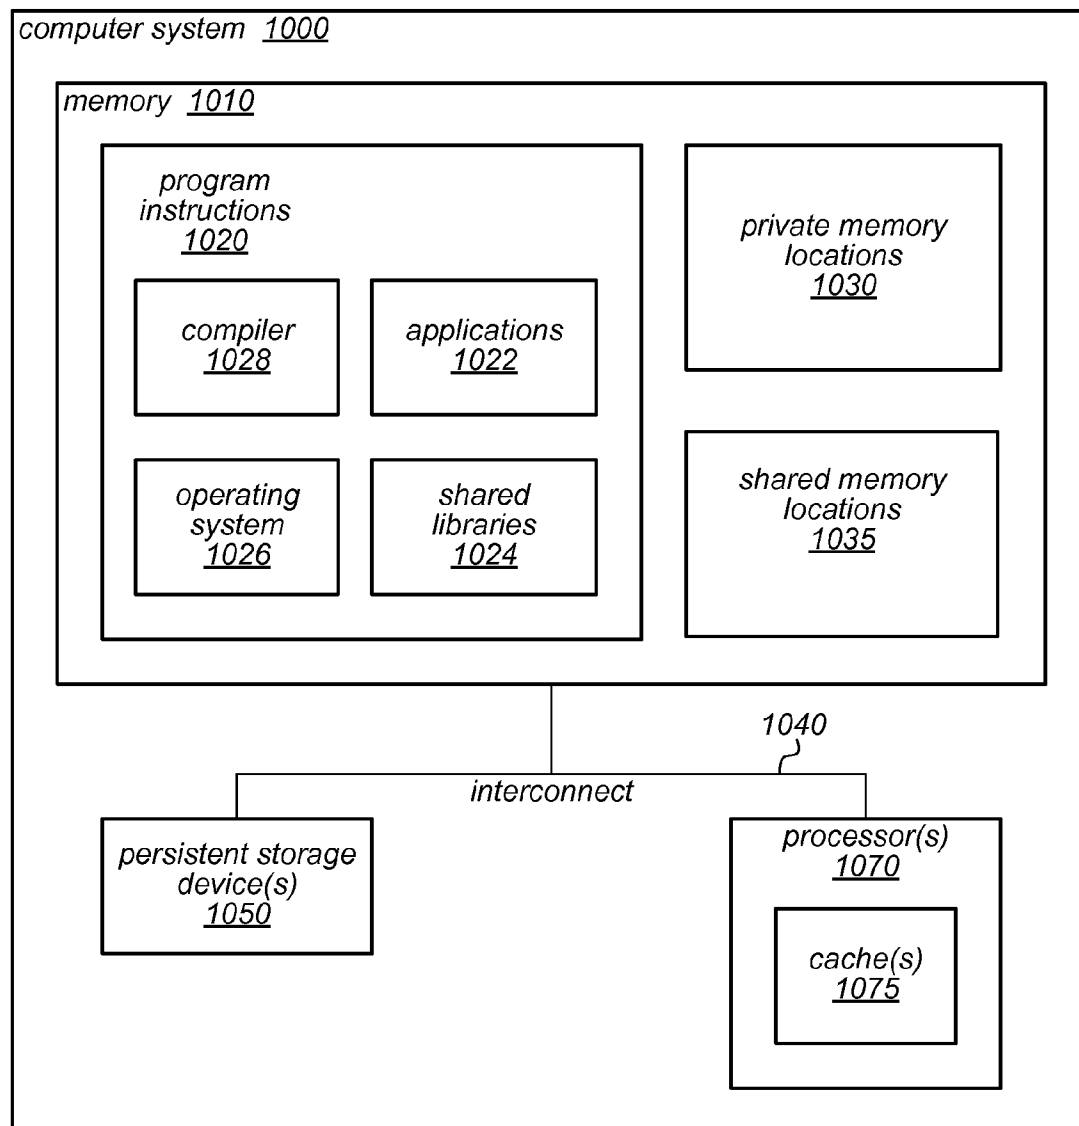 computer system 1000
memory 1010
program
instructions
1020
compiler
1028
applications
1022
operating
system
1026
shared
libraries
1024
private memory
locations
1030
shared memory
locations
1035
1040
interconnect
persistent storage
device(s)
1050
processor(s)
1070
cache(s)
1075